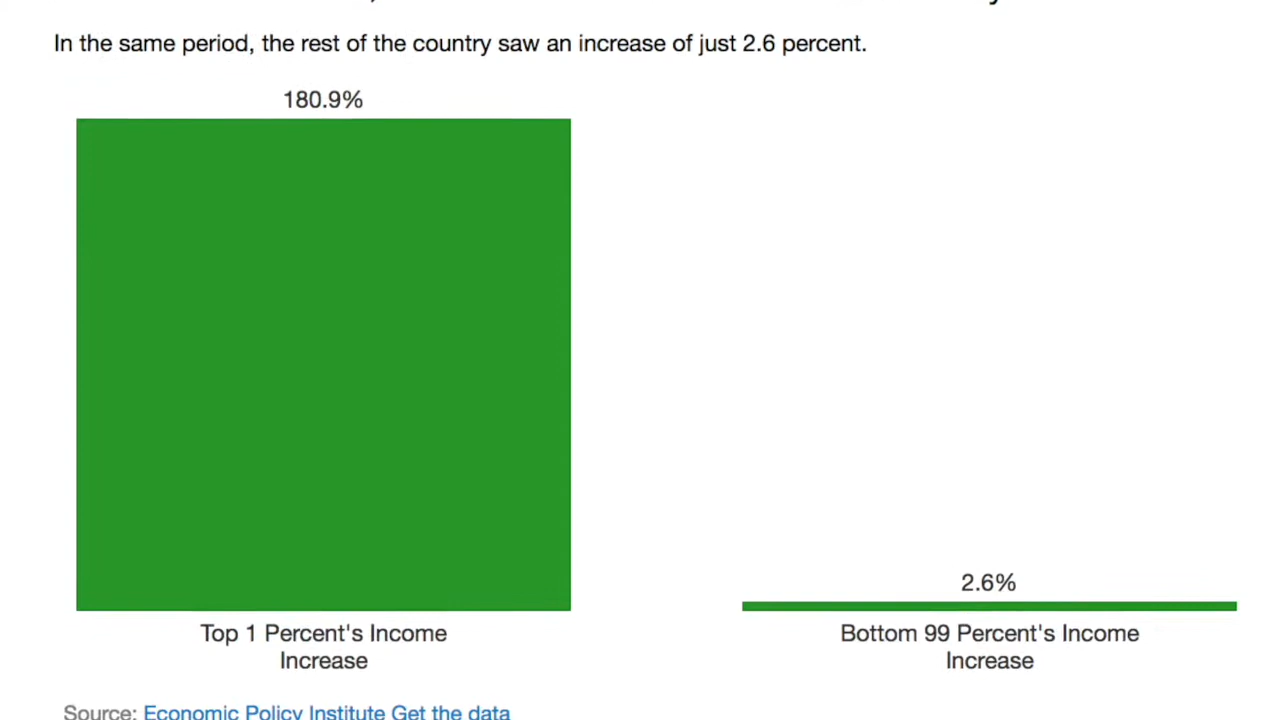 In the same period, the rest of the country saw an increase of just 2.6 percent.
180.9%
2.6%
Top 1 Percent's Income
Increase
Bottom 99 Percent's Income
Increase
Source: Economic Policy Institute Get the data